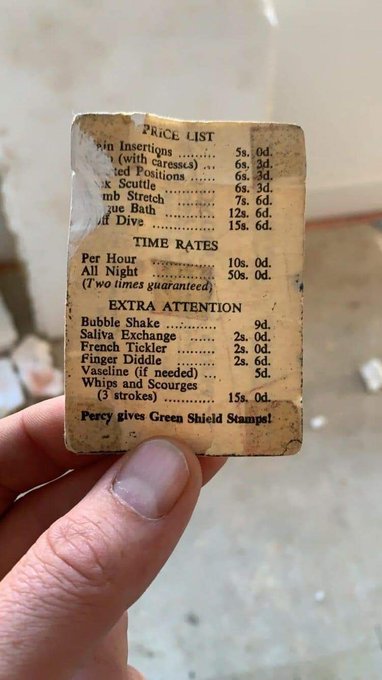 PRICE LIST
ain Insertions .......... 5s. 0d.
(with caresses) ... 6s. 3d.
ted Positions ......... 6s. 3d.
Scuttle ............ 6s. 3d.
mb Stretch ............ 7s. 6d.
gue Bath ............ 12s. 6d.
ff Dive ............ 15s. 6d.
TIME RATES
Per Hour ............ 10s. 0d.
All Night ............ 50s. 0d.
(Two times guaranteed)
EXTRA ATTENTION
Bubble Shake ............ 9d.
Saliva Exchange ...... 2s. 0d.
French Tickler ......... 2s. 0d.
Finger Diddle ......... 2s. 6d.
Vaseline (if needed) ... 5d.
Whips and Scourges
(3 strokes) ............ 15s. 0d.
Percy gives Green Shield Stamps!